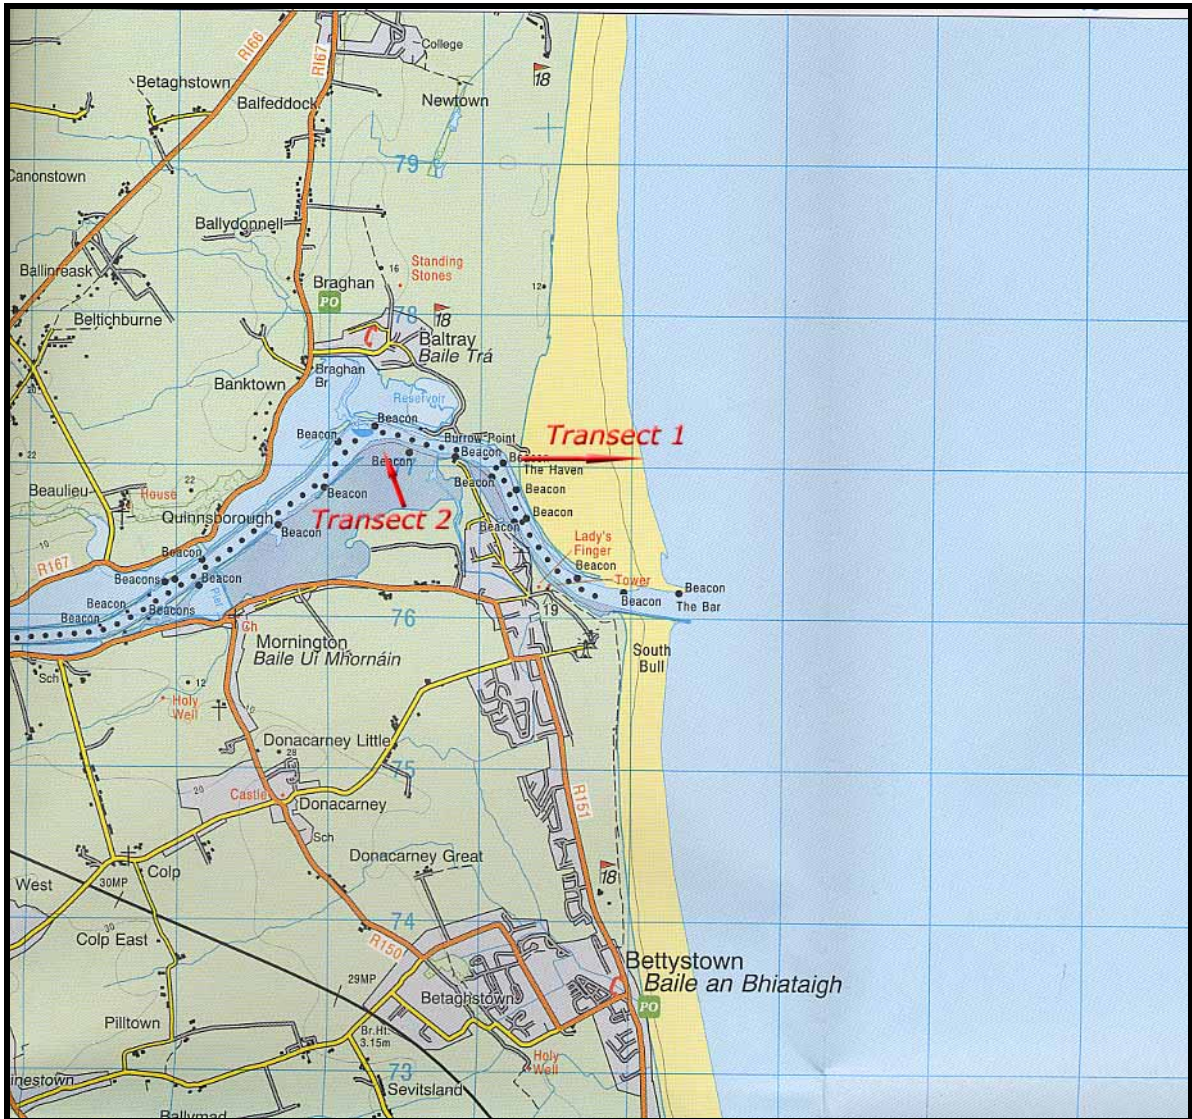 R166
R167
College
18
Betaghstown
Balfeddock
Newtown
79
Canonstown
Ballydonnell
Ballinreask
16
Standing
Stones
12
Braghan
PO
78
18
Beltichburne
Baltray
Baile Trá
Banktown
Braghan
Br
Reservoir
Beacon
Beacon
Burrow Point
Transect 1
Beacon
Beacon
The Haven
22
Beaulieu
House
22
Beacon
Beacon
Beacon
Transect 2
Quinnsborough
Beacon
Beacon
Beacon
10
Lady's
Finger
R167
Beacon
Beacon
Tower
Beacons
Beacon
Beacon
The Bar
Beacon
Beacon
Beacons
Pier
19
76
Ch
Mornington
Baile Uí Mhornáin
South
Bull
Sch
12
Holy
Well
10
Donacarney Little
28
75
20
Castle
Donacarney
R151
Sch
Donacarney Great
18
Colp
West
30MP
74
30
Colp East
R150
Bettystown
Baile an Bhiataigh
29MP
Betaghstown
PO
Piltown
Br.Ht.
3.15m
Holy
Well
73
inestown
Sevitsland
Ballymad